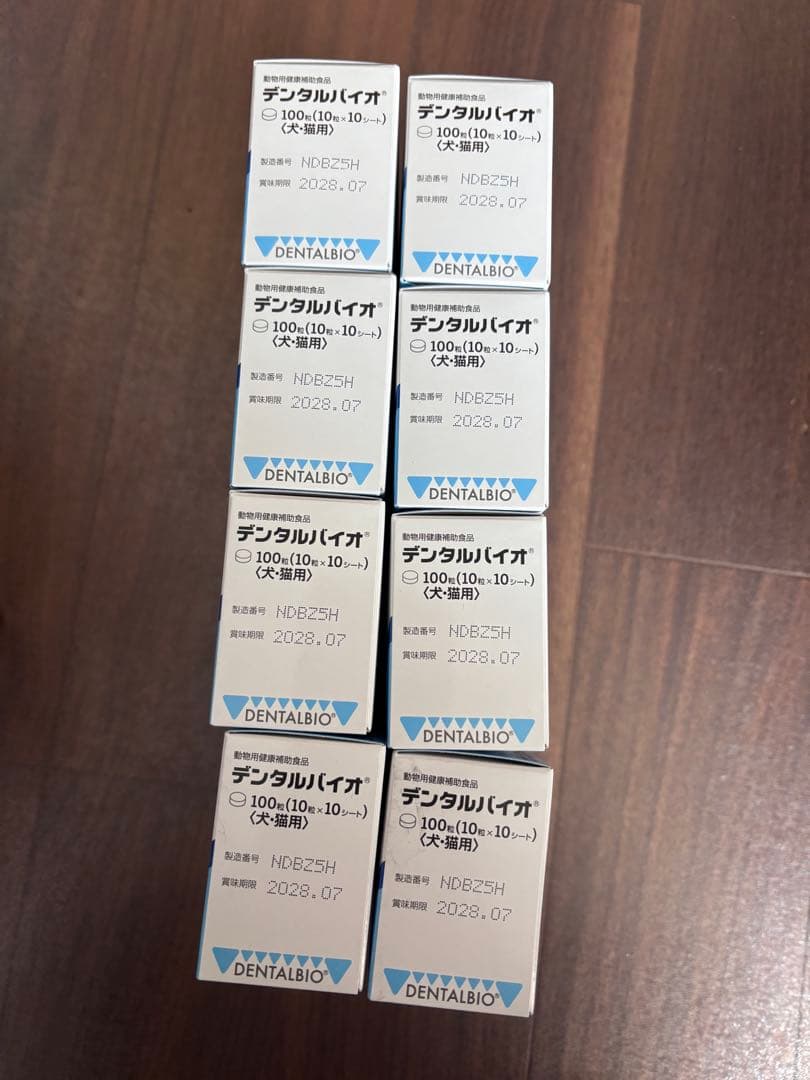 動物用健康補助食品
デンタルバイオ®
100粒(10粒×10シート)
〈犬・猫用〉
製造番号 NDBZ5H
賞味期限 2028.07
DENTALBIO®
動物用健康補助食品
デンタルバイオ®
100粒(10粒×10シート)
〈犬・猫用〉
製造番号 NDBZ5H
賞味期限 2028.07
DENTALBIO®
動物用健康補助食品
デンタルバイオ®
100粒(10粒×10シート)
〈犬・猫用〉
製造番号 NDBZ5H
賞味期限 2028.07
DENTALBIO®
動物用健康補助食品
デンタルバイオ®
100粒(10粒×10シート)
〈犬・猫用〉
製造番号 NDBZ5H
賞味期限 2028.07
DENTALBIO®
動物用健康補助食品
デンタルバイオ®
100粒(10粒×10シート)
〈犬・猫用〉
製造番号 NDBZ5H
賞味期限 2028.07
DENTALBIO®
動物用健康補助食品
デンタルバイオ®
100粒(10粒×10シート)
〈犬・猫用〉
製造番号 NDBZ5H
賞味期限 2028.07
DENTALBIO®
動物用健康補助食品
デンタルバイオ®
100粒(10粒×10シート)
〈犬・猫用〉
製造番号 NDBZ5H
賞味期限 2028.07
DENTALBIO®
動物用健康補助食品
デンタルバイオ®
100粒(10粒×10シート)
〈犬・猫用〉
製造番号 NDBZ5H
賞味期限 2028.07
DENTALBIO®